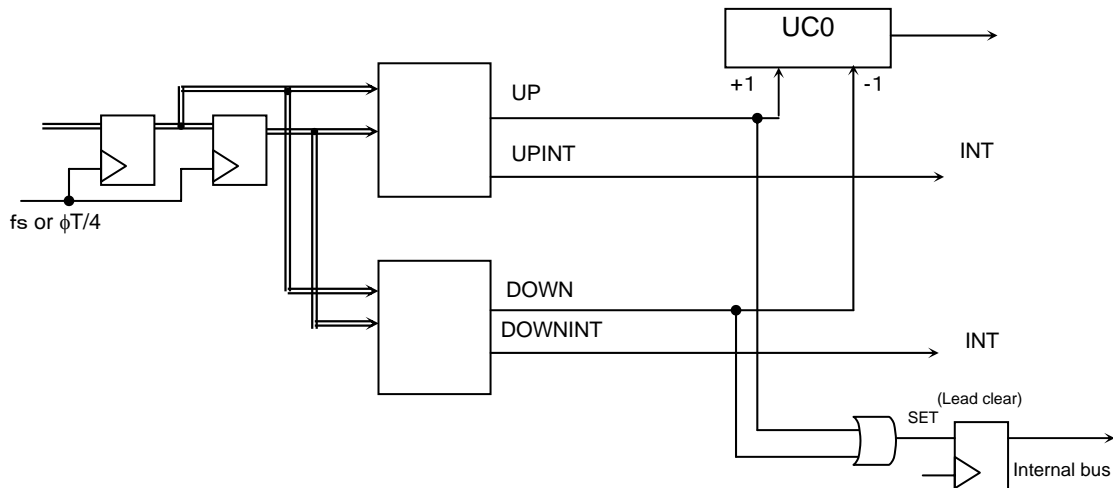 UC0
+1
-1
UP
UPINT
INT
fs or ϕT/4
DOWN
DOWNINT
INT
(Lead clear)
SET
Internal bus